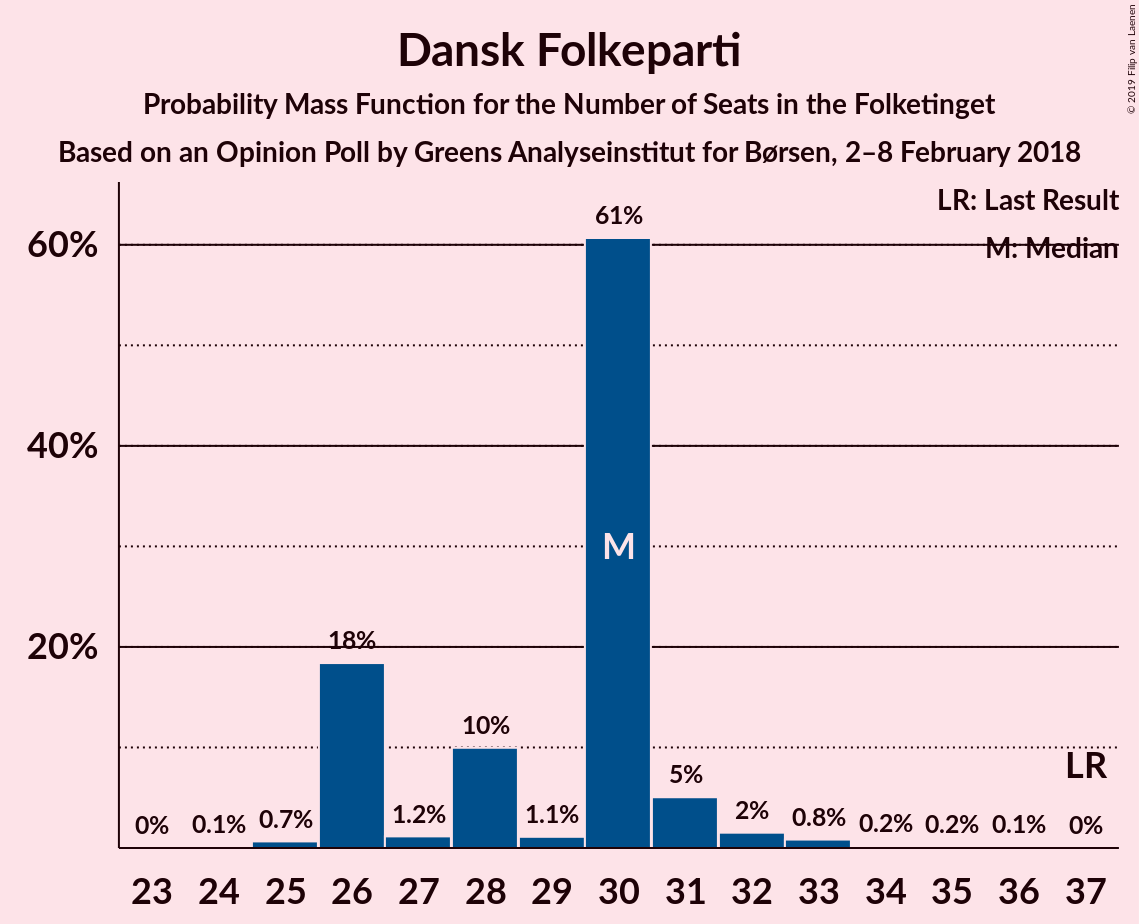 Dansk Folkeparti
Probability Mass Function for the Number of Seats in the Folketinget
Based on an Opinion Poll by Greens Analyseinstitut for Børsen, 2–8 February 2018
© 2019 Filip van Laenen
LR: Last Result
M: Median
60%
40%
20%
0%
0.1%
0.7%
18%
1.2%
10%
1.1%
61%
M
5%
2%
0.8%
0.2%
0.2%
0.1%
0%
LR
23 24 25 26 27 28 29 30 31 32 33 34 35 36 37